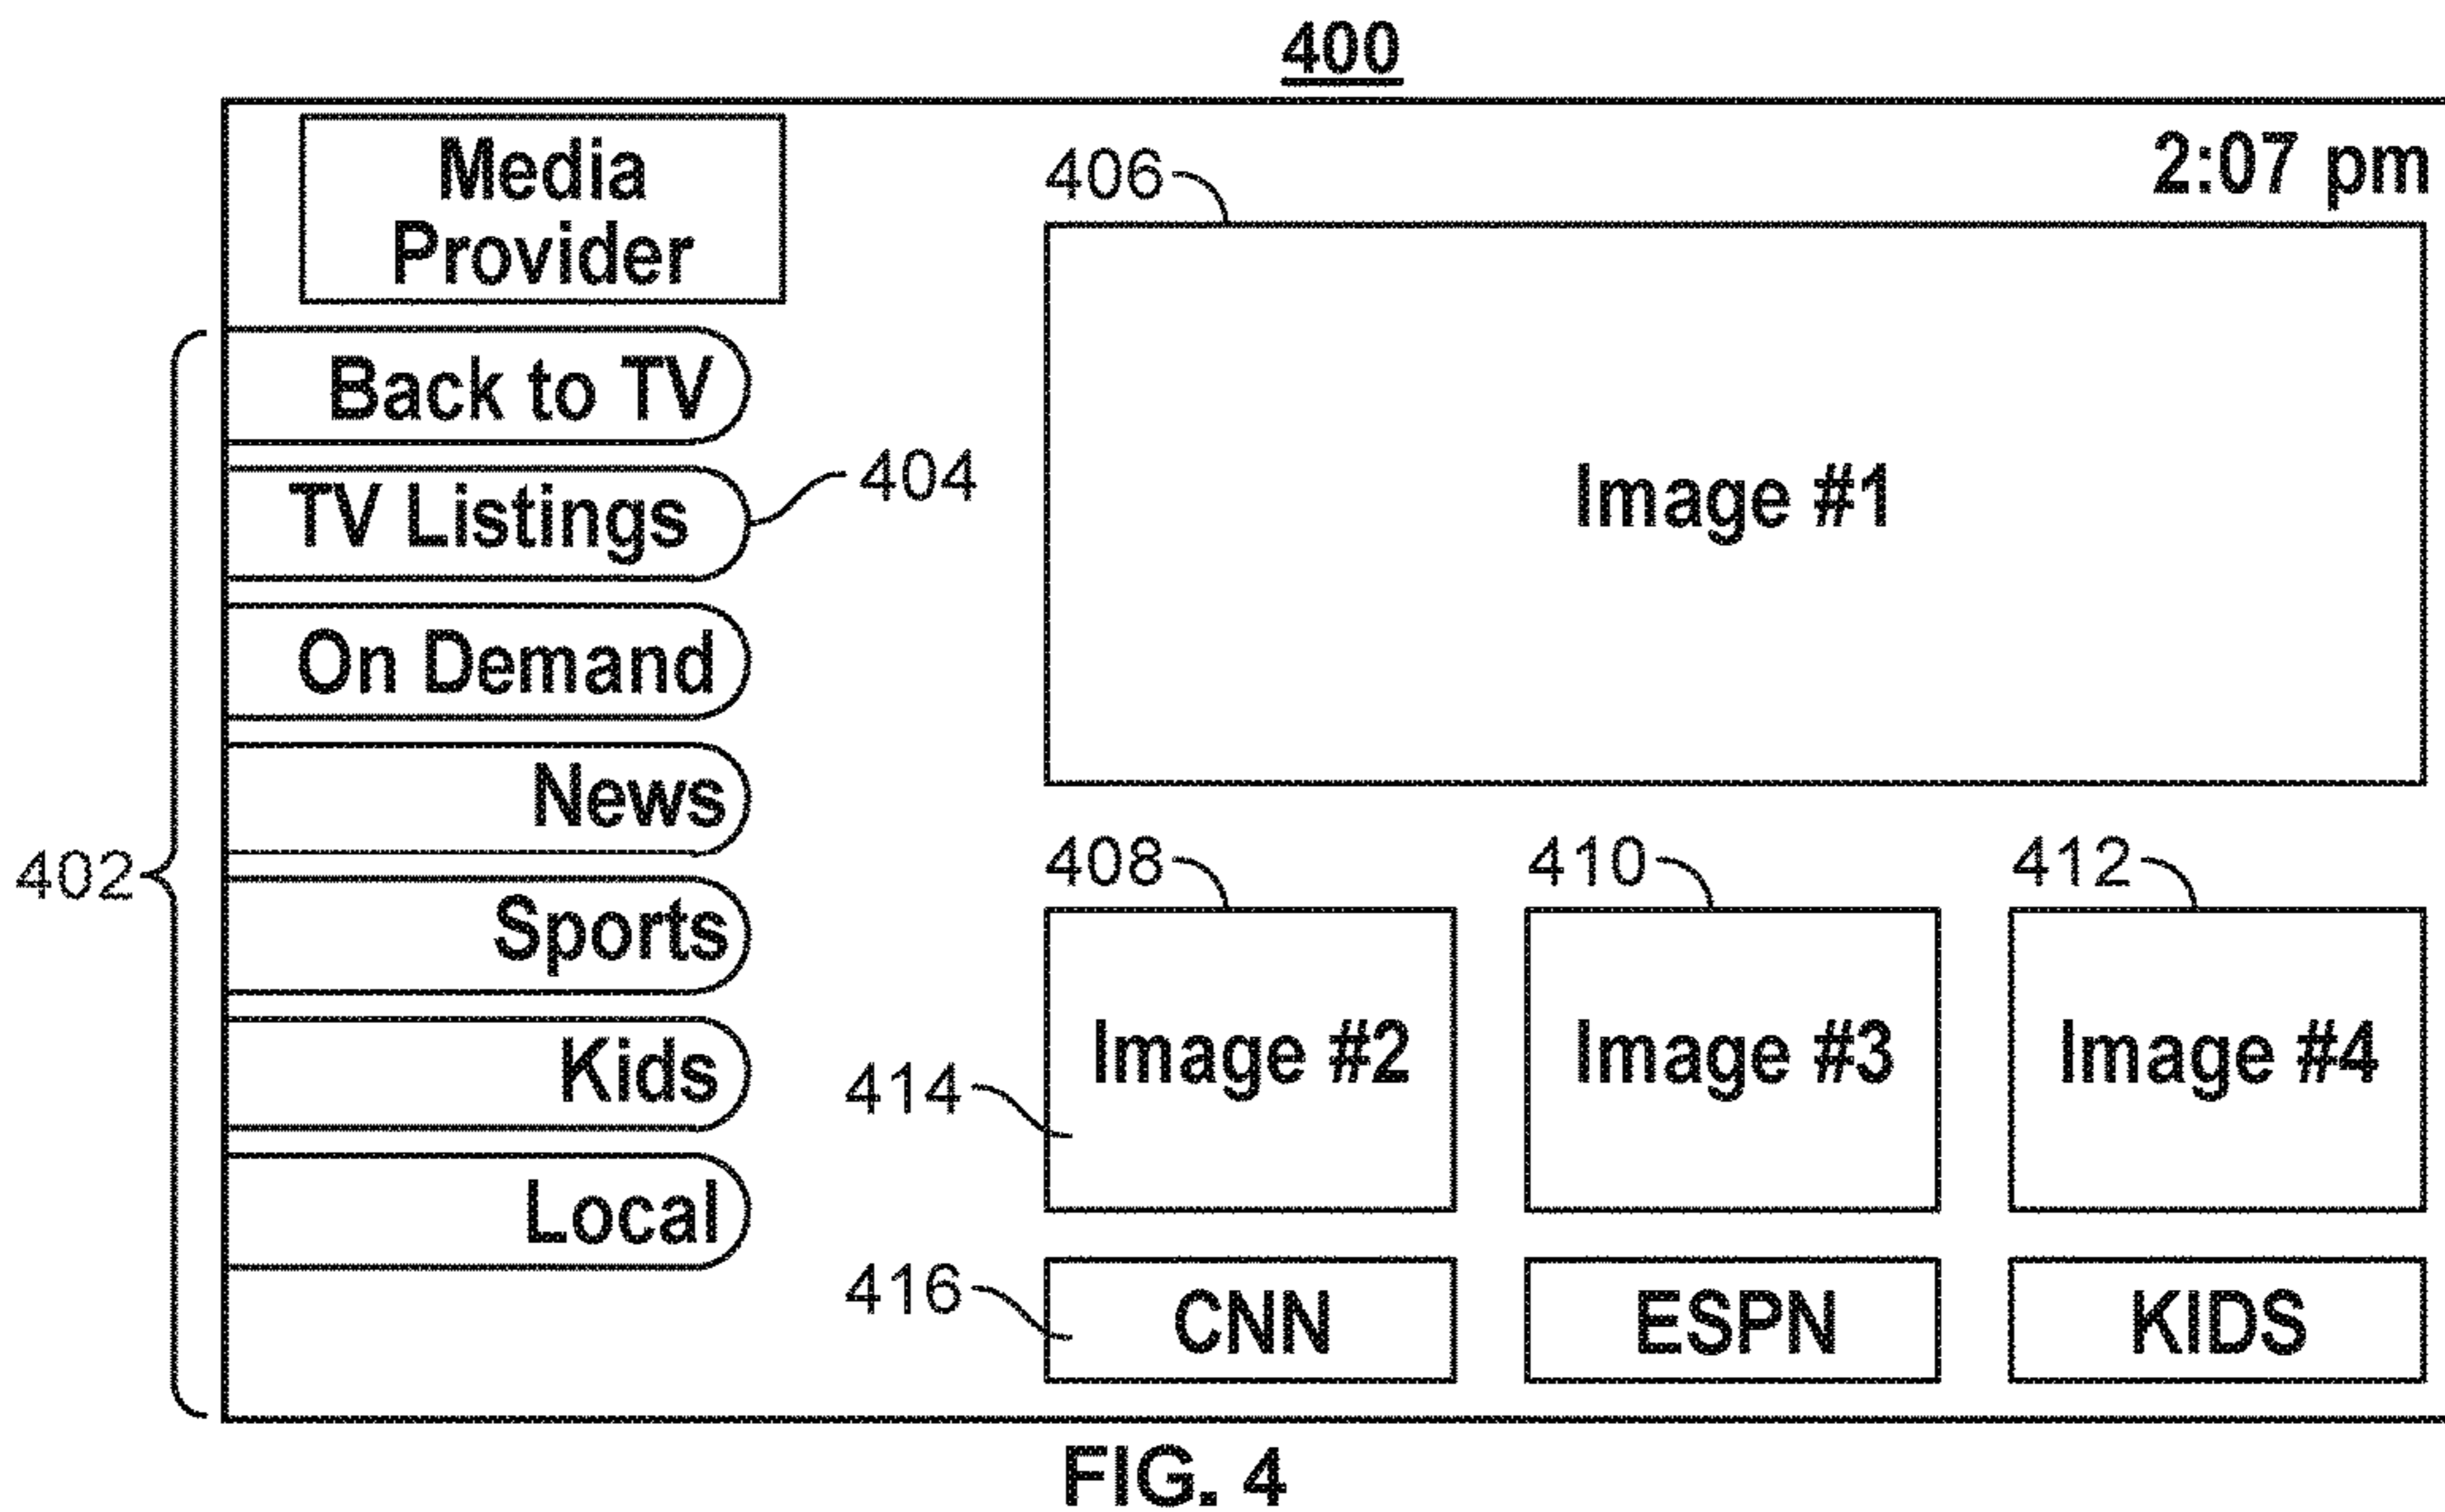 400
Media
Provider
2:07 pm
406
Back to TV
404
TV Listings
Image #1
On Demand
News
402
408
410
412
Sports
Image #2
Image #3
Image #4
414
Kids
Local
416
CNN
ESPN
KIDS
FIG. 4